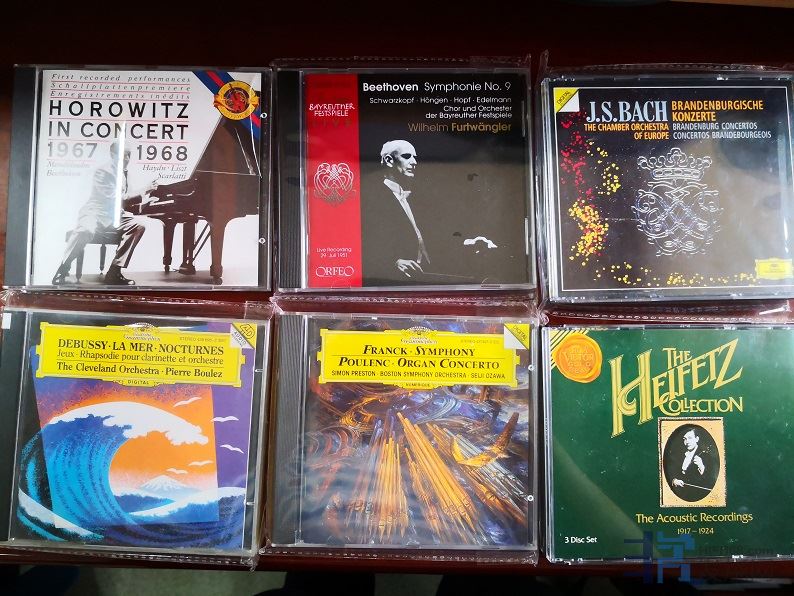 First recorded performances
Schallplattenpremiere
Enregistrements inédits
HOROWITZ
IN CONCERT
1967
1968
Mendelssohn
Beethoven
Haydn · Liszt
Scarlatti
BAYREUTHER
FESTSPIELE
Beethoven Symphonie No. 9
Schwarzkopf · Höngen · Hopf · Edelmann
Chor und Orchester
der Bayreuther Festspiele
Wilhelm Furtwängler
Live Recording
29. Juli 1951
ORFEO
DIGITAL
J.S. BACH
BRANDENBURGISCHE
KONZERTE
THE CHAMBER ORCHESTRA
OF EUROPE
BRANDENBURG CONCERTOS
CONCERTOS BRANDEBOURGEOIS
DEBUSSY · LA MER · NOCTURNES
Jeux · Rhapsodie pour clarinette et orchestre
The Cleveland Orchestra · Pierre Boulez
DIGITAL
FRANCK · SYMPHONY
POULENC · ORGAN CONCERTO
SIMON PRESTON · BOSTON SYMPHONY ORCHESTRA · SEIJI OZAWA
NUMERIQUE
THE
HEIFETZ
COLLECTION
The Acoustic Recordings
1917–1924
3 Disc Set